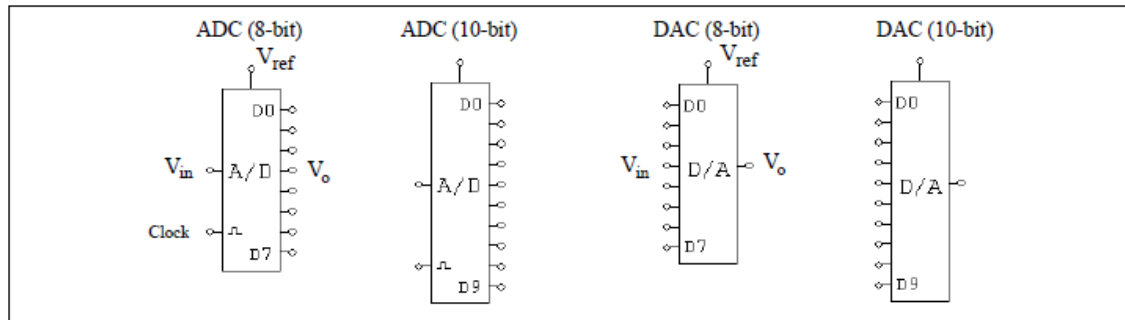 ADC (8-bit) ADC (10-bit) DAC (8-bit) DAC (10-bit)
Vref Vref
D0 D0 D0 D0
Vin A/D Vo A/D Vin D/A Vo D/A
Clock
D7 D9 D7 D9